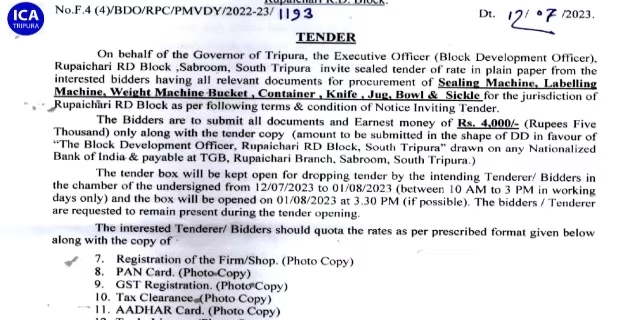 Rupaichari R.D. Block.
No.F.4 (4)/BDO/RPC/PMVDY/2022-23/ 1193 Dt. 12/07/2023.
ICA
TRIPURA
TENDER
On behalf of the Governor of Tripura, the Executive Officer (Block Development Officer),
Rupaichari RD Block ,Sabroom, South Tripura invite sealed tender of rate in plain paper from the
interested bidders having all relevant documents for procurement of Sealing Machine, Labelling
Machine, Weight Machine Bucket , Container , Knife , Jug, Bowl & Sickle for the jurisdiction of
Rupaichari RD Block as per following terms & condition of Notice Inviting Tender.
The Bidders are to submit all documents and Earnest money of Rs. 4,000/- (Rupees Five
Thousand) only along with the tender copy (amount to be submitted in the shape of DD in favour of
"The Block Development Officer, Rupaichari RD Block, South Tripura" drawn on any Nationalized
Bank of India & payable at TGB, Rupaichari Branch, Sabroom, South Tripura.)
The tender box will be kept open for dropping tender by the intending Tenderer/ Bidders in
the chamber of the undersigned from 12/07/2023 to 01/08/2023 (between 10 AM to 3 PM in working
days only) and the box will be opened on 01/08/2023 at 3.30 PM (if possible). The bidders / Tenderer
are requested to remain present during the tender opening.
The interested Tenderer/ Bidders should quota the rates as per prescribed format given below
along with the copy of
7. Registration of the Firm/Shop. (Photo Copy)
8. PAN Card. (Photo Copy)
9. GST Registration. (Photo Copy)
10. Tax Clearance. (Photo Copy)
11. AADHAR Card. (Photo Copy)